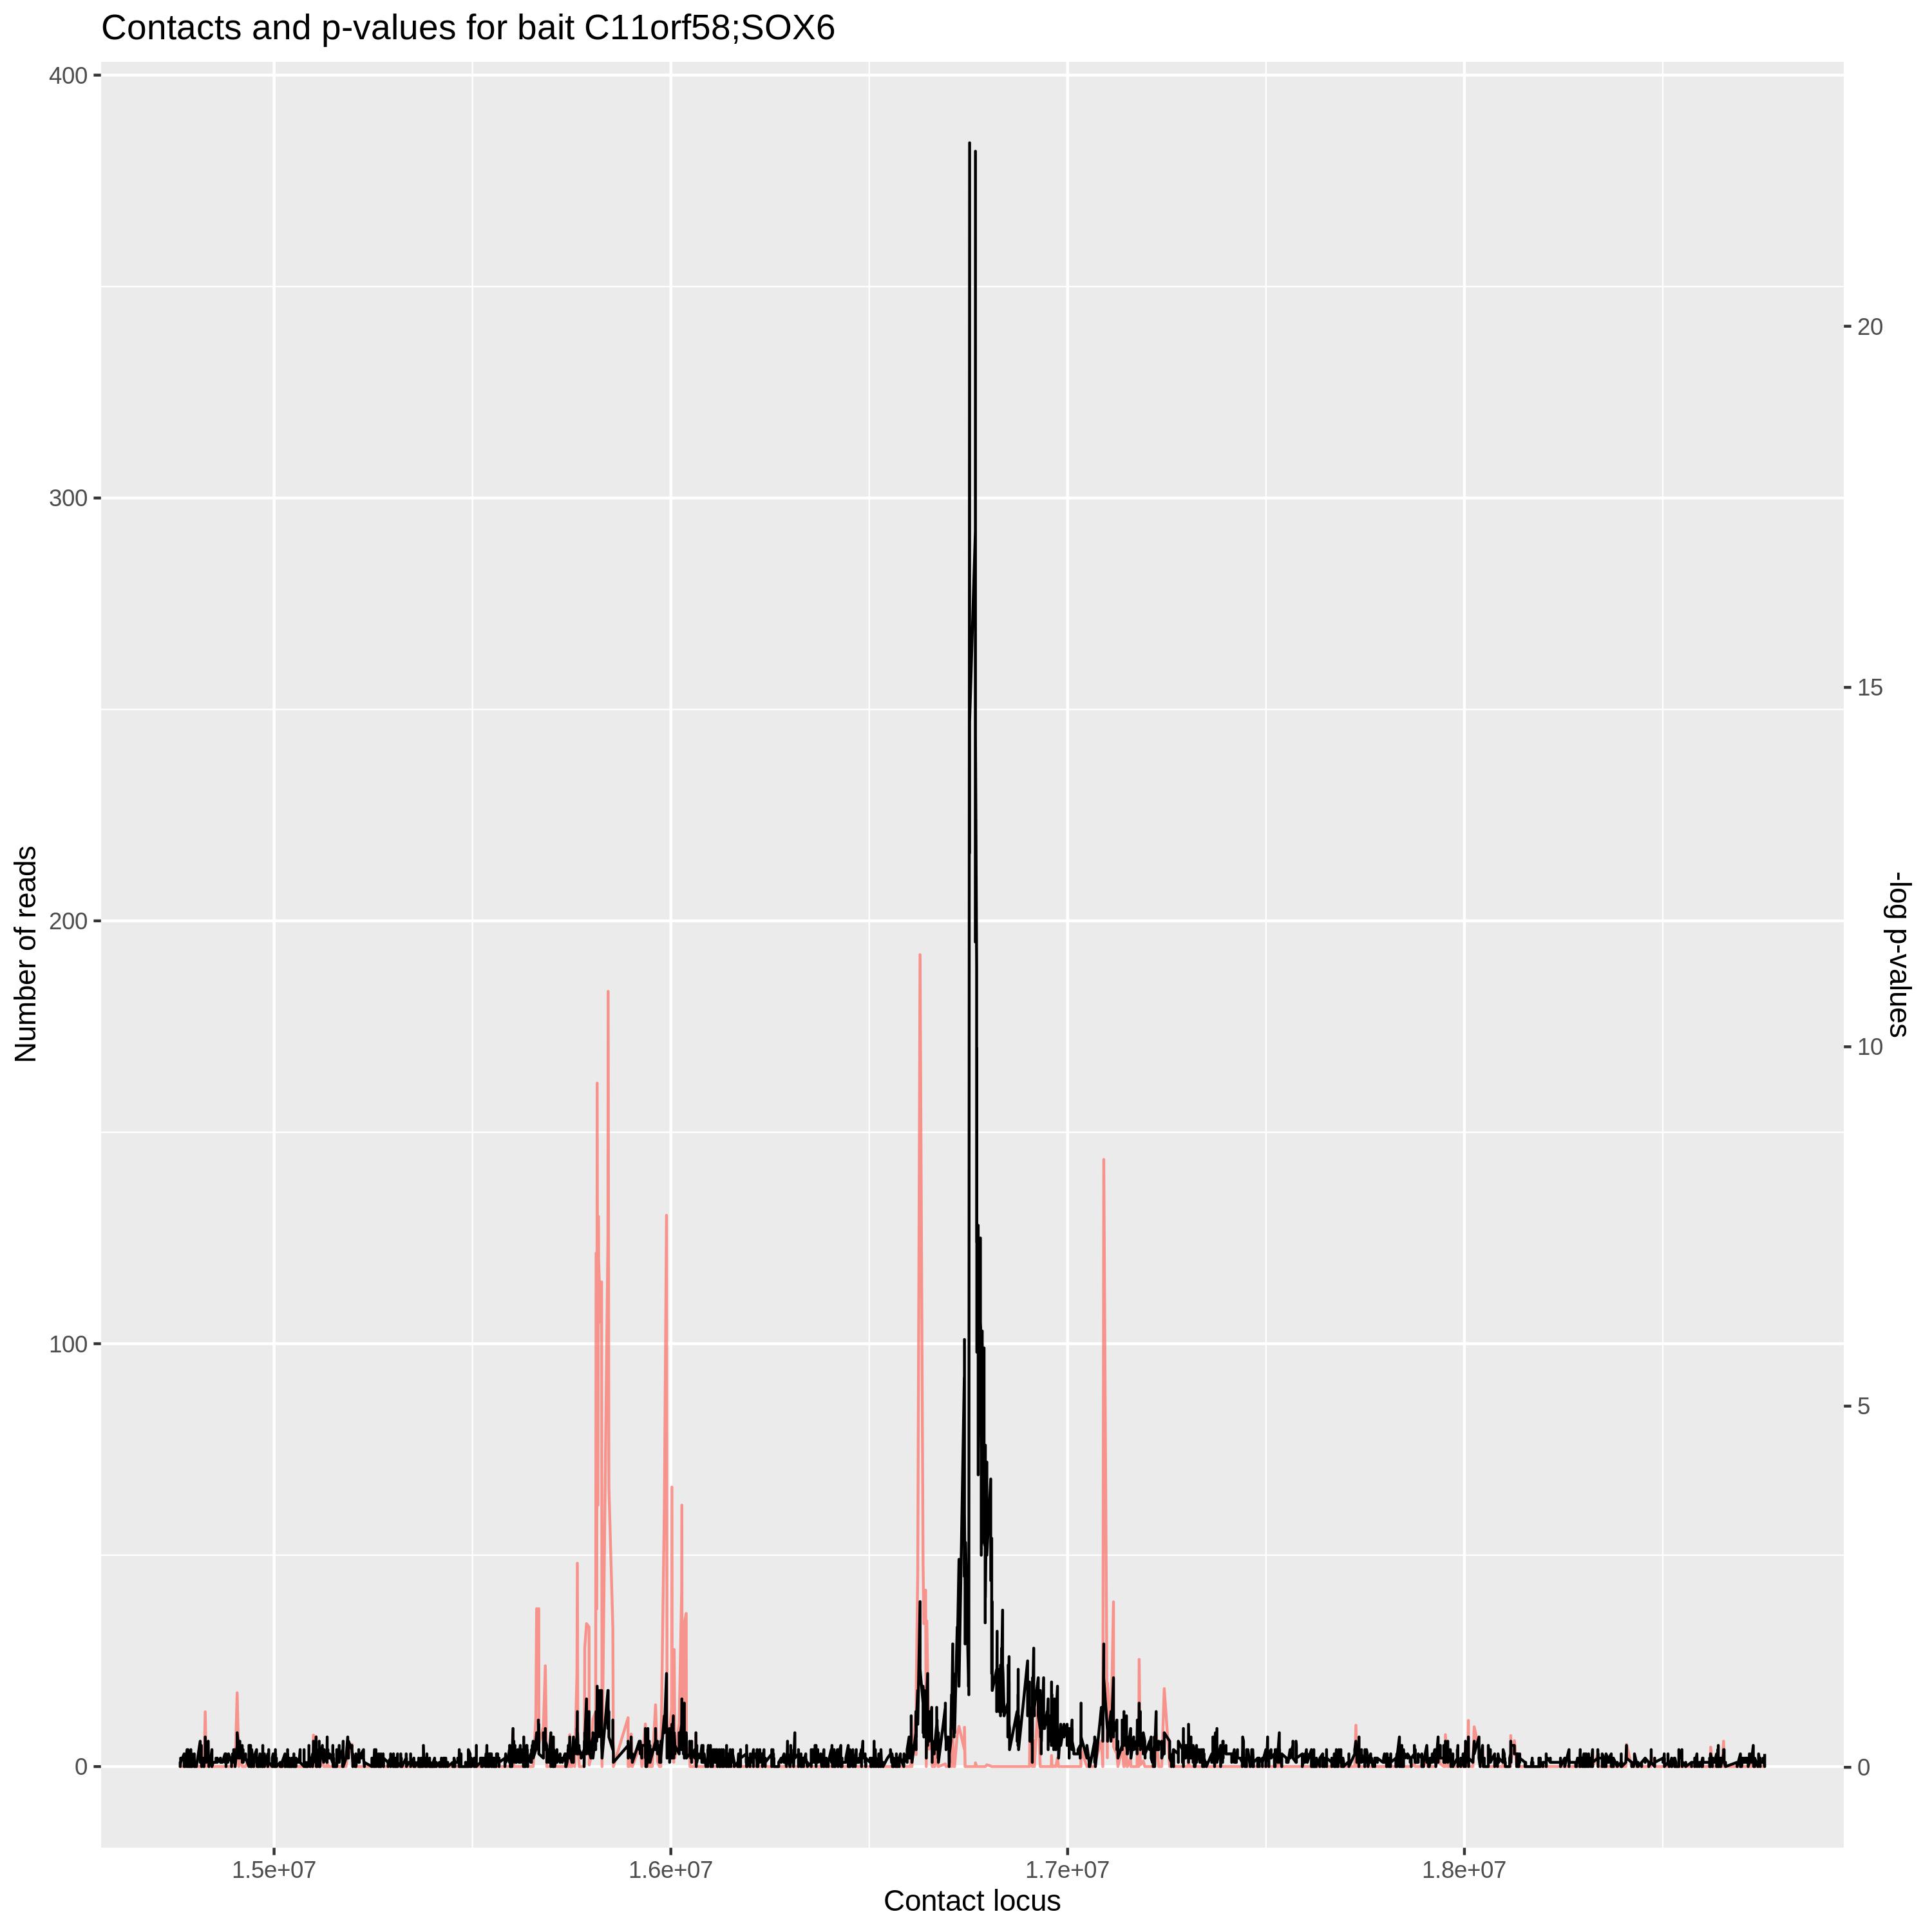 Contacts and p-values for bait C11orf58;SOX6
400
300
200
100
0
Number of reads
20
15
10
5
0
-log p-values
1.5e+07
1.6e+07
1.7e+07
1.8e+07
Contact locus